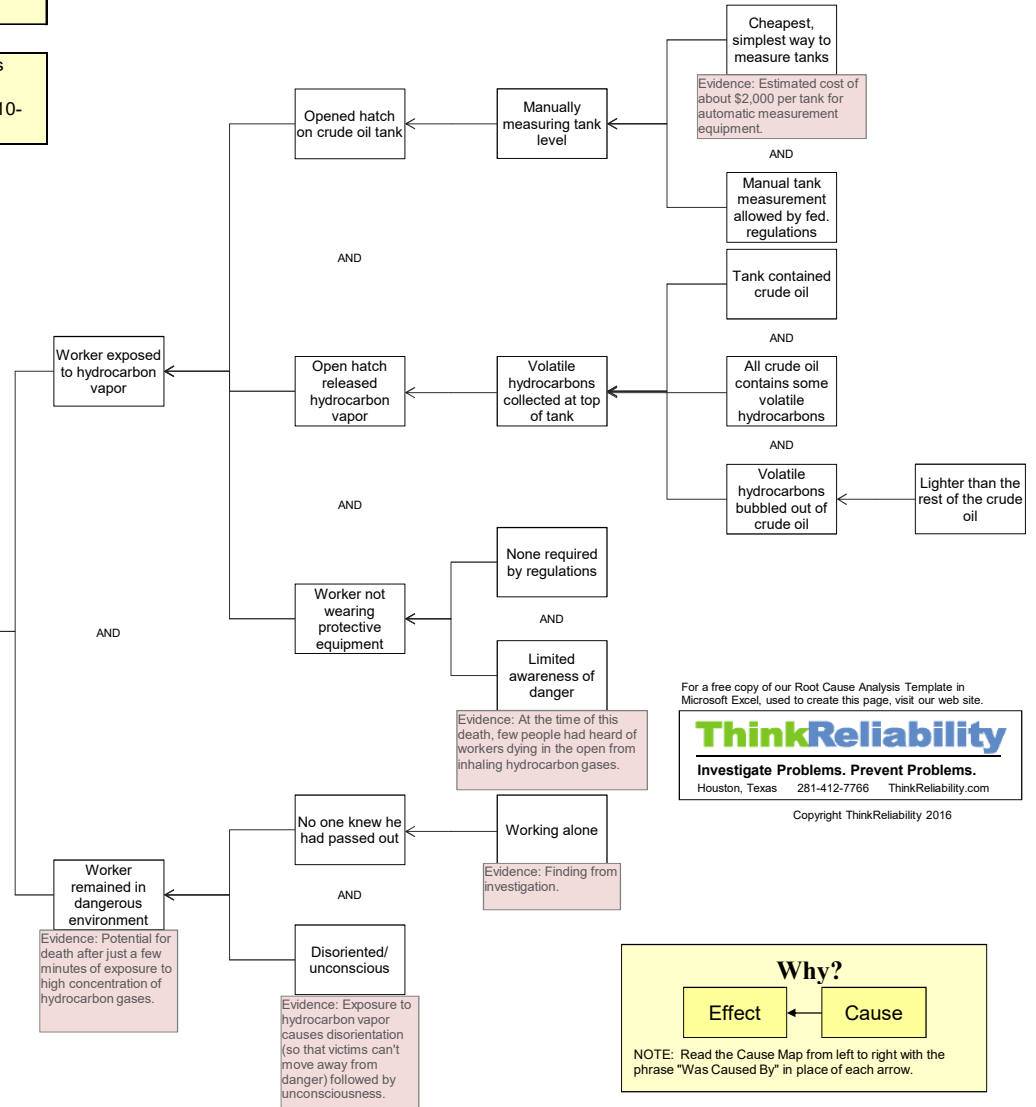 s
10-
Cheapest,
simplest way to
measure tanks
Evidence: Estimated cost of
about $2,000 per tank for
automatic measurement
equipment.
AND
Manual tank
measurement
allowed by fed.
regulations
Opened hatch
on crude oil tank
Manually
measuring tank
level
AND
Tank contained
crude oil
AND
All crude oil
contains some
volatile
hydrocarbons
AND
Volatile
hydrocarbons
bubbled out of
crude oil
Lighter than the
rest of the crude
oil
Worker exposed
to hydrocarbon
vapor
Open hatch
released
hydrocarbon
vapor
Volatile
hydrocarbons
collected at top
of tank
AND
None required
by regulations
AND
Limited
awareness of
danger
Evidence: At the time of this
death, few people had heard of
workers dying in the open from
inhaling hydrocarbon gases.
Worker not
wearing
protective
equipment
AND
For a free copy of our Root Cause Analysis Template in
Microsoft Excel, used to create this page, visit our web site.
ThinkReliability
Investigate Problems. Prevent Problems.
Houston, Texas 281-412-7766 ThinkReliability.com
Copyright ThinkReliability 2016
No one knew he
had passed out
Working alone
Evidence: Finding from
investigation.
AND
Worker
remained in
dangerous
environment
Evidence: Potential for
death after just a few
minutes of exposure to
high concentration of
hydrocarbon gases.
Disoriented/
unconscious
Evidence: Exposure to
hydrocarbon vapor
causes disorientation
(so that victims can't
move away from
danger) followed by
unconsciousness.
Why?
Effect
Cause
NOTE: Read the Cause Map from left to right with the
phrase "Was Caused By" in place of each arrow.